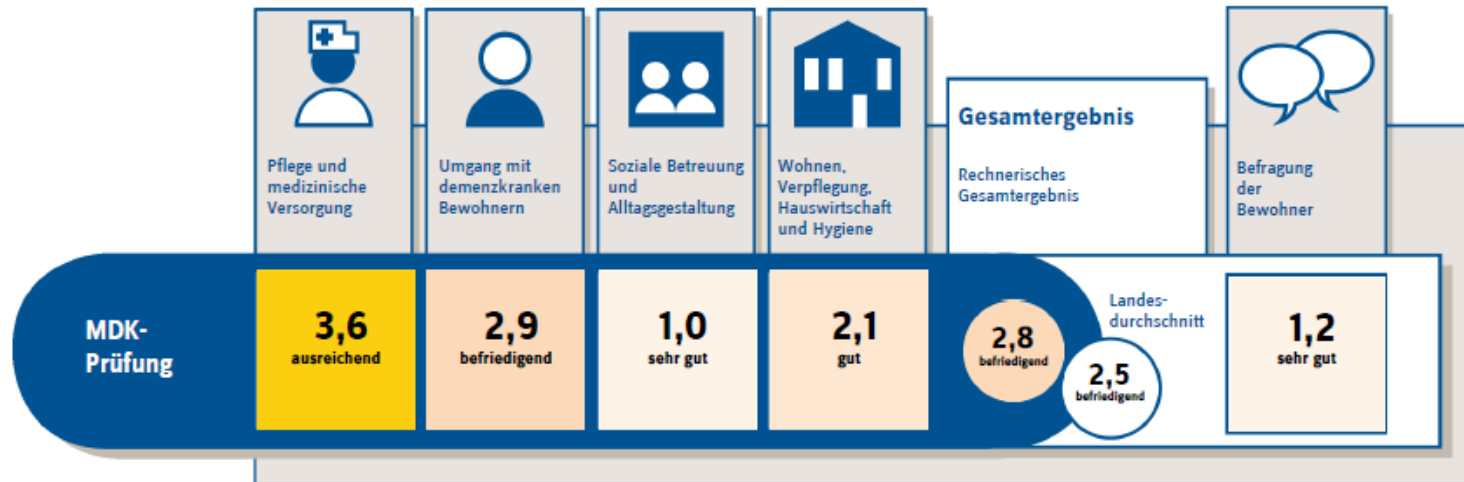 Pflege und
medizinische
Versorgung
Umgang mit
demenzkranken
Bewohnern
Soziale Betreuung
und
Alltagsgestaltung
Wohnen,
Verpflegung,
Hauswirtschaft
und Hygiene
Gesamtergebnis
Rechnerisches
Gesamtergebnis
Befragung
der
Bewohner
MDK-
Prüfung
3,6
ausreichend
2,9
befriedigend
1,0
sehr gut
2,1
gut
2,8
befriedigend
Landes-
durchschnitt
2,5
befriedigend
1,2
sehr gut